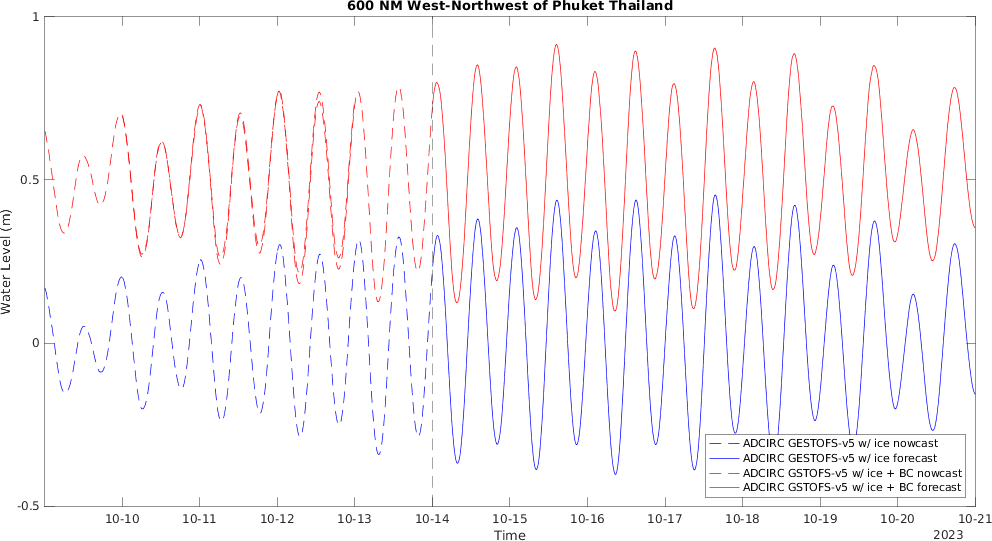 600 NM West-Northwest of Phuket Thailand
1
0.5
0
-0.5
Water Level (m)
10-10 10-11 10-12 10-13 10-14 10-15 10-16 10-17 10-18 10-19 10-20 10-21
Time
2023
ADCIRC GESTOFS-v5 w/ ice nowcast
ADCIRC GESTOFS-v5 w/ ice forecast
ADCIRC GSTOFS-v5 w/ ice + BC nowcast
ADCIRC GSTOFS-v5 w/ ice + BC forecast